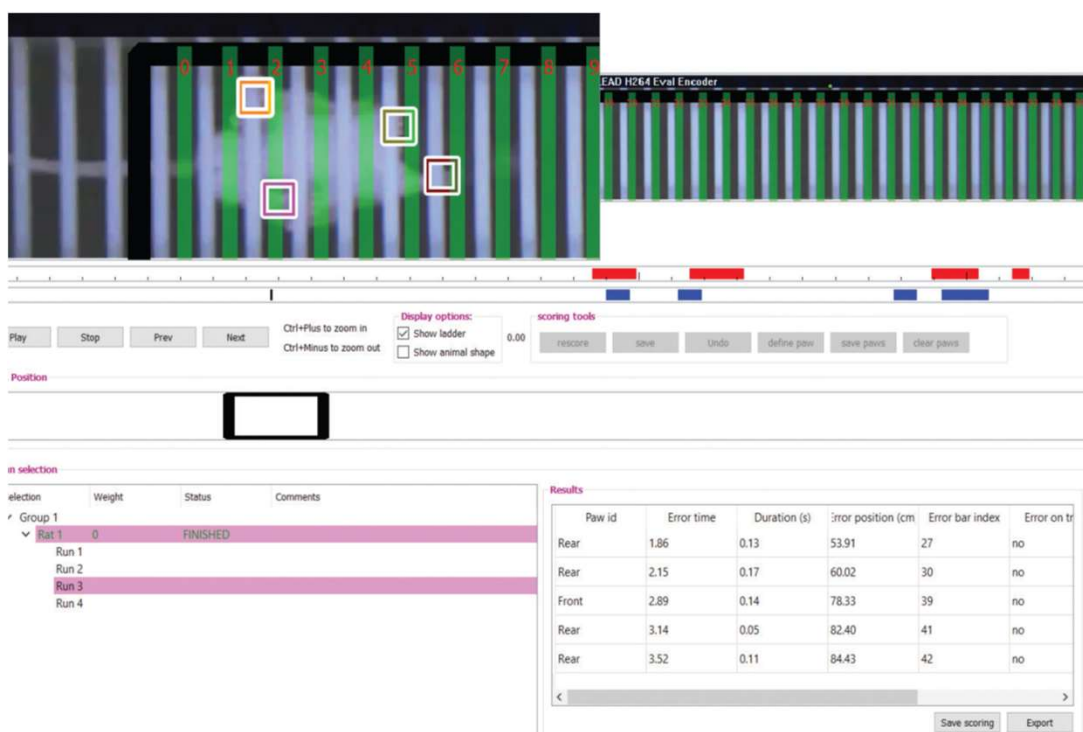 0 1 2 3 4 5 6 7 8 9
EAD H264 Eval Encoder
Play Stop Prev Next
Ctrl+Plus to zoom in
Ctrl+Minus to zoom out
Display options:
Show ladder
Show animal shape
0.00
scoring tools
rescore save Undo define paw save paws clear paws
Position
n selection
election Weight Status Comments
Group 1
Rat 1 0 FINISHED
Run 1
Run 2
Run 3
Run 4
Results
Paw id Error time Duration (s) Error position (cm Error bar index Error on tr
Rear 1.86 0.13 53.91 27 no
Rear 2.15 0.17 60.02 30 no
Front 2.89 0.14 78.33 39 no
Rear 3.14 0.05 82.40 41 no
Rear 3.52 0.11 84.43 42 no
Save scoring Export